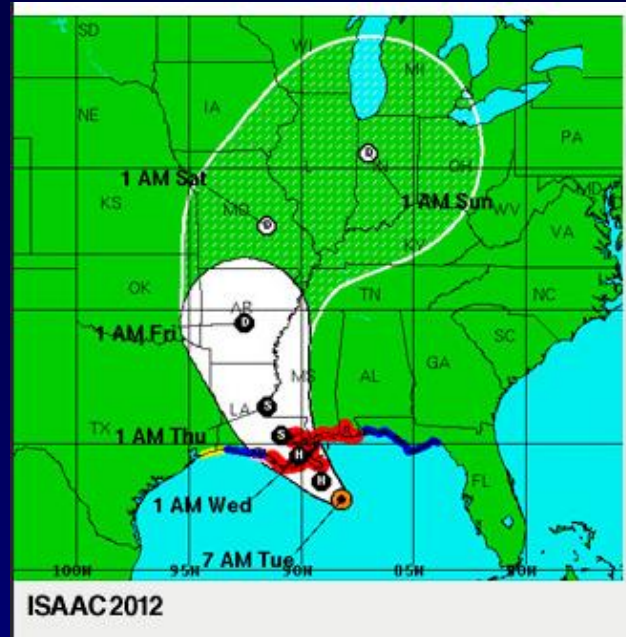 SD
WI
MI
IA
NE
PA
OH
1 AM Sat
1 AM Sun
MO
KS
WV
MD
VA
KY
OK
TN
NC
AR
1 AM Fri
SC
MS
AL
GA
LA
TX
1 AM Thu
FL
1 AM Wed
7 AM Tue
D
D
D
S
S
H
H
100W
95W
90W
85W
80W
ISAAC2012